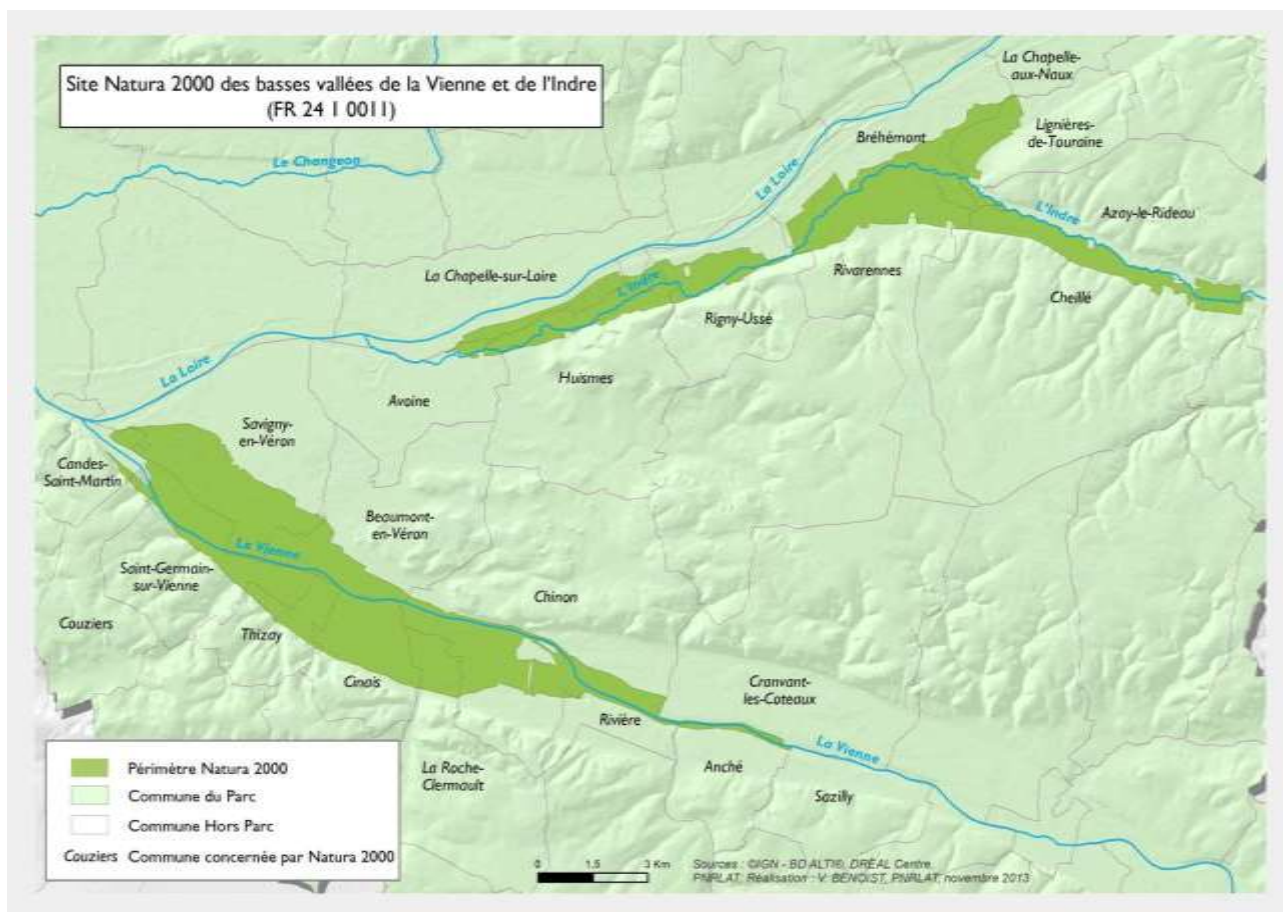 Site Natura 2000 des basses vallées de la Vienne et de l'Indre
(FR 24 1 0011)
La Chapelle-
aux-Naux
Bréhémont
Lignières-
de-Touraine
Le Changeon
La Loire
L'Indre
Azay-le-Rideau
La Chapelle-sur-Loire
L'Indre
Rivarennes
Cheillé
Rigny-Ussé
La Loire
Huismes
Avoine
Savigny-
en-Véron
Candes-
Saint-Martin
Beaumont-
en-Véron
La Vienne
Saint-Germain-
sur-Vienne
Chinon
Couziers
Thizay
Cinais
Cravant-
les-Coteaux
Rivière
La Vienne
Anché
La Roche-
Clermault
Sazilly
Périmètre Natura 2000
Commune du Parc
Commune Hors Parc
Couziers Commune concernée par Natura 2000
0 1,5 3 Km
Sources : ©IGN - BD ALTI®, DREAL Centre,
PNRLAT, Réalisation : V. BENOIST, PNRLAT, novembre 2013